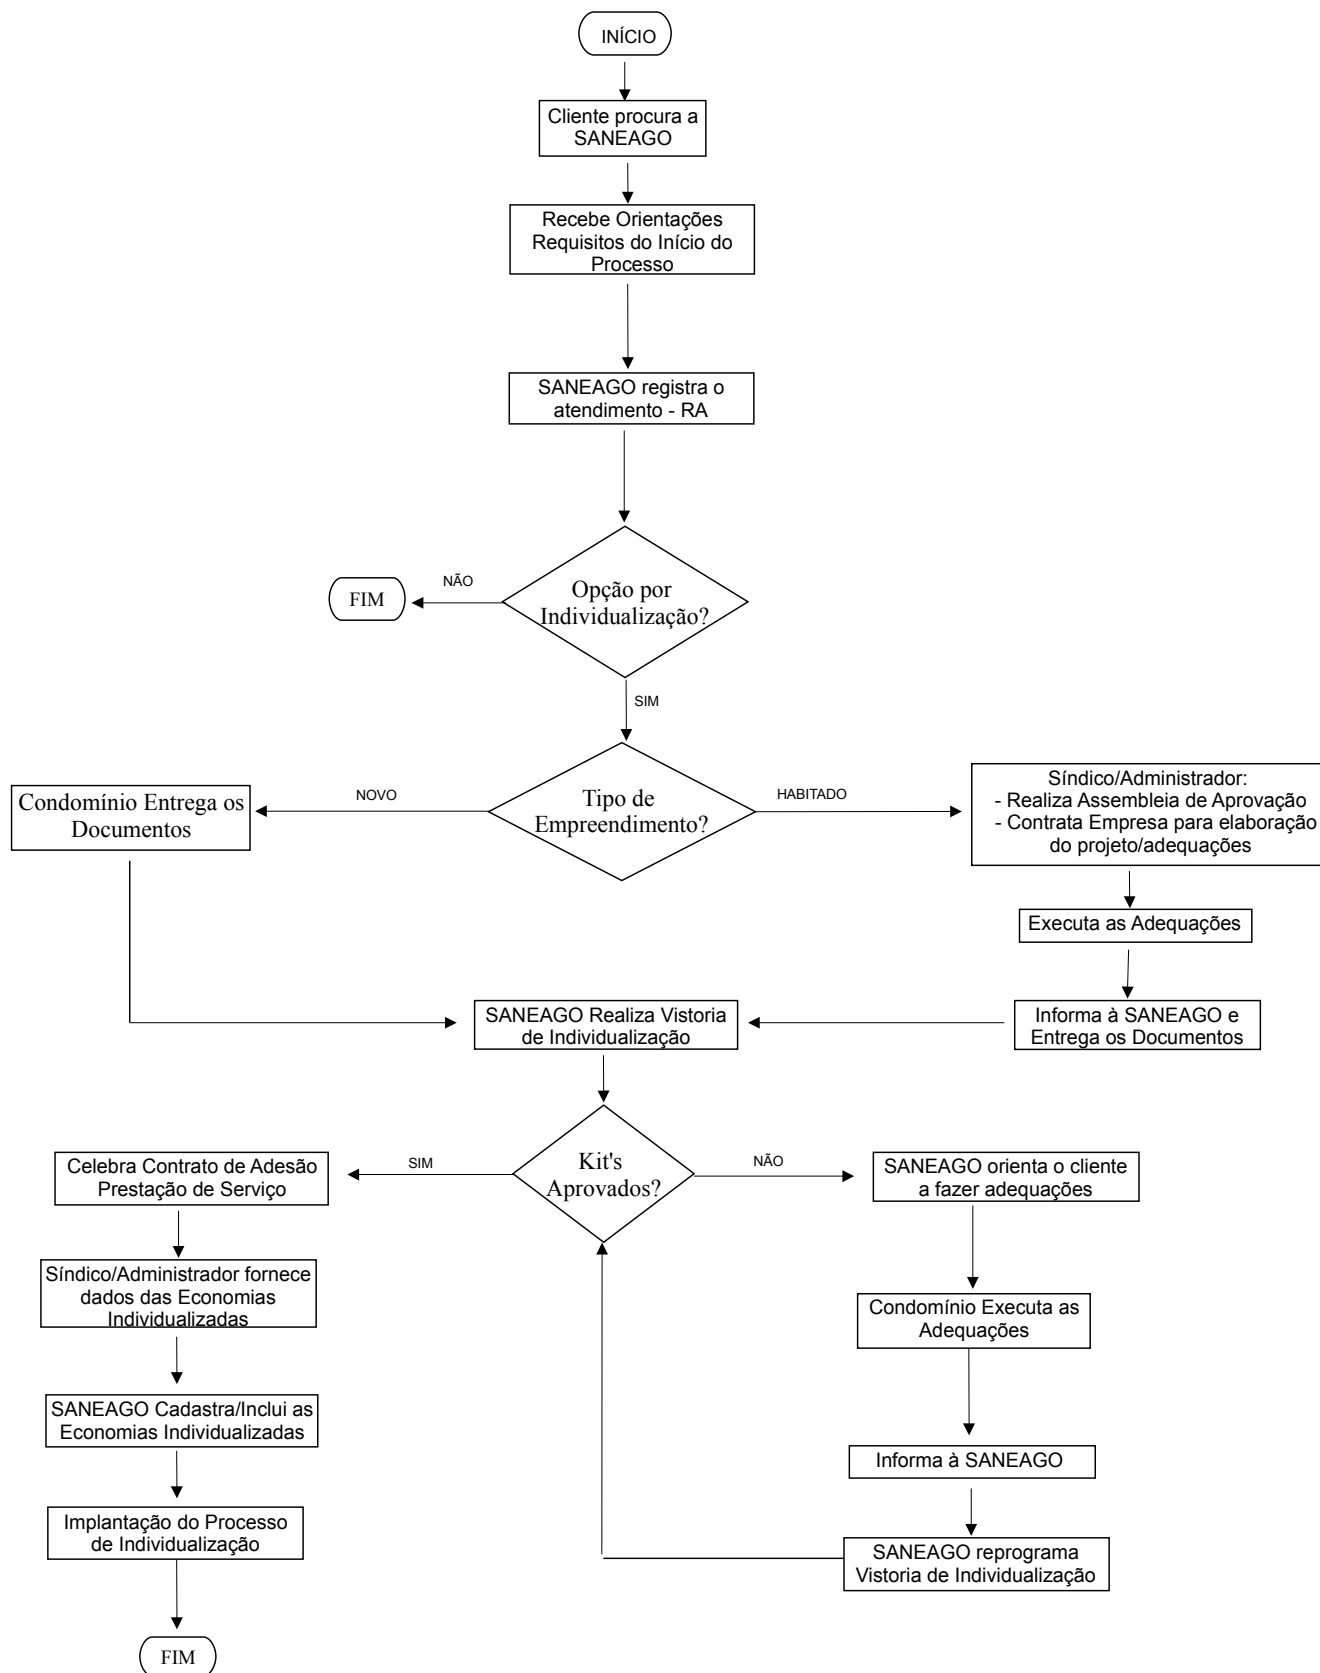 INÍCIO
Cliente procura a
SANEAGO
Recebe Orientações
Requisitos do Início do
Processo
SANEAGO registra o
atendimento - RA
Opção por
Individualização?
NÃO
FIM
SIM
Tipo de
Empreendimento?
NOVO
Condomínio Entrega os
Documentos
HABITADO
Síndico/Administrador:
- Realiza Assembleia de Aprovação
- Contrata Empresa para elaboração
do projeto/adequações
Executa as Adequações
Informa à SANEAGO e
Entrega os Documentos
SANEAGO Realiza Vistoria
de Individualização
Kit's
Aprovados?
SIM
Celebra Contrato de Adesão
Prestação de Serviço
Síndico/Administrador fornece
dados das Economias
Individualizadas
SANEAGO Cadastra/Inclui as
Economias Individualizadas
Implantação do Processo
de Individualização
FIM
NÃO
SANEAGO orienta o cliente
a fazer adequações
Condomínio Executa as
Adequações
Informa à SANEAGO
SANEAGO reprograma
Vistoria de Individualização